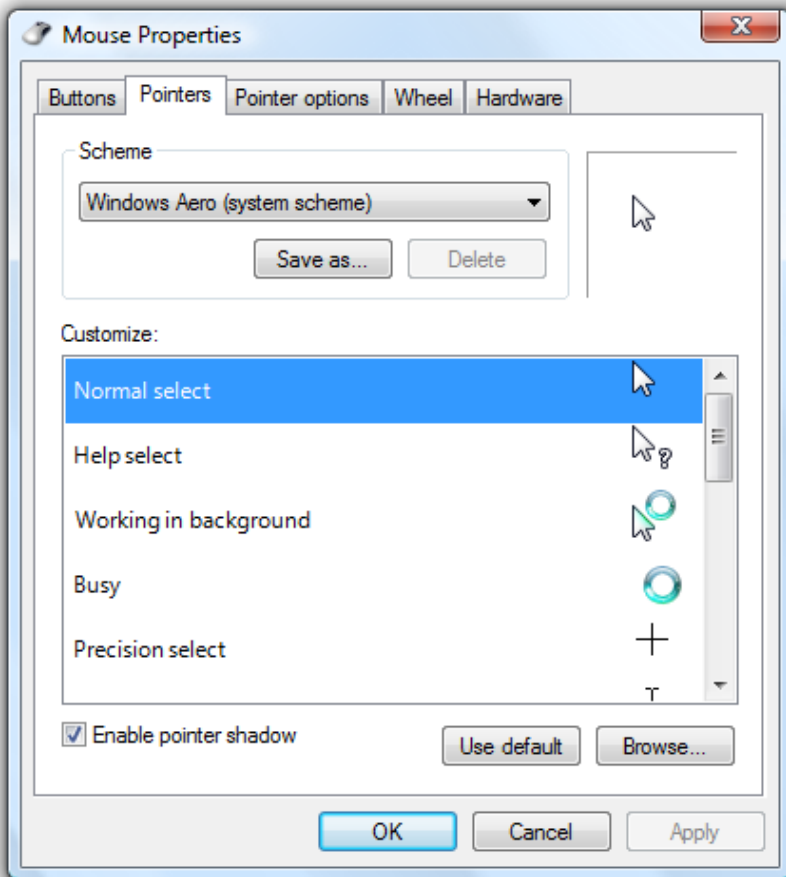 Mouse Properties
Buttons Pointers Pointer options Wheel Hardware
Scheme
Windows Aero (system scheme)
Save as... Delete
Customize:
Normal select
Help select
Working in background
Busy
Precision select
Enable pointer shadow
Use default Browse...
OK Cancel Apply